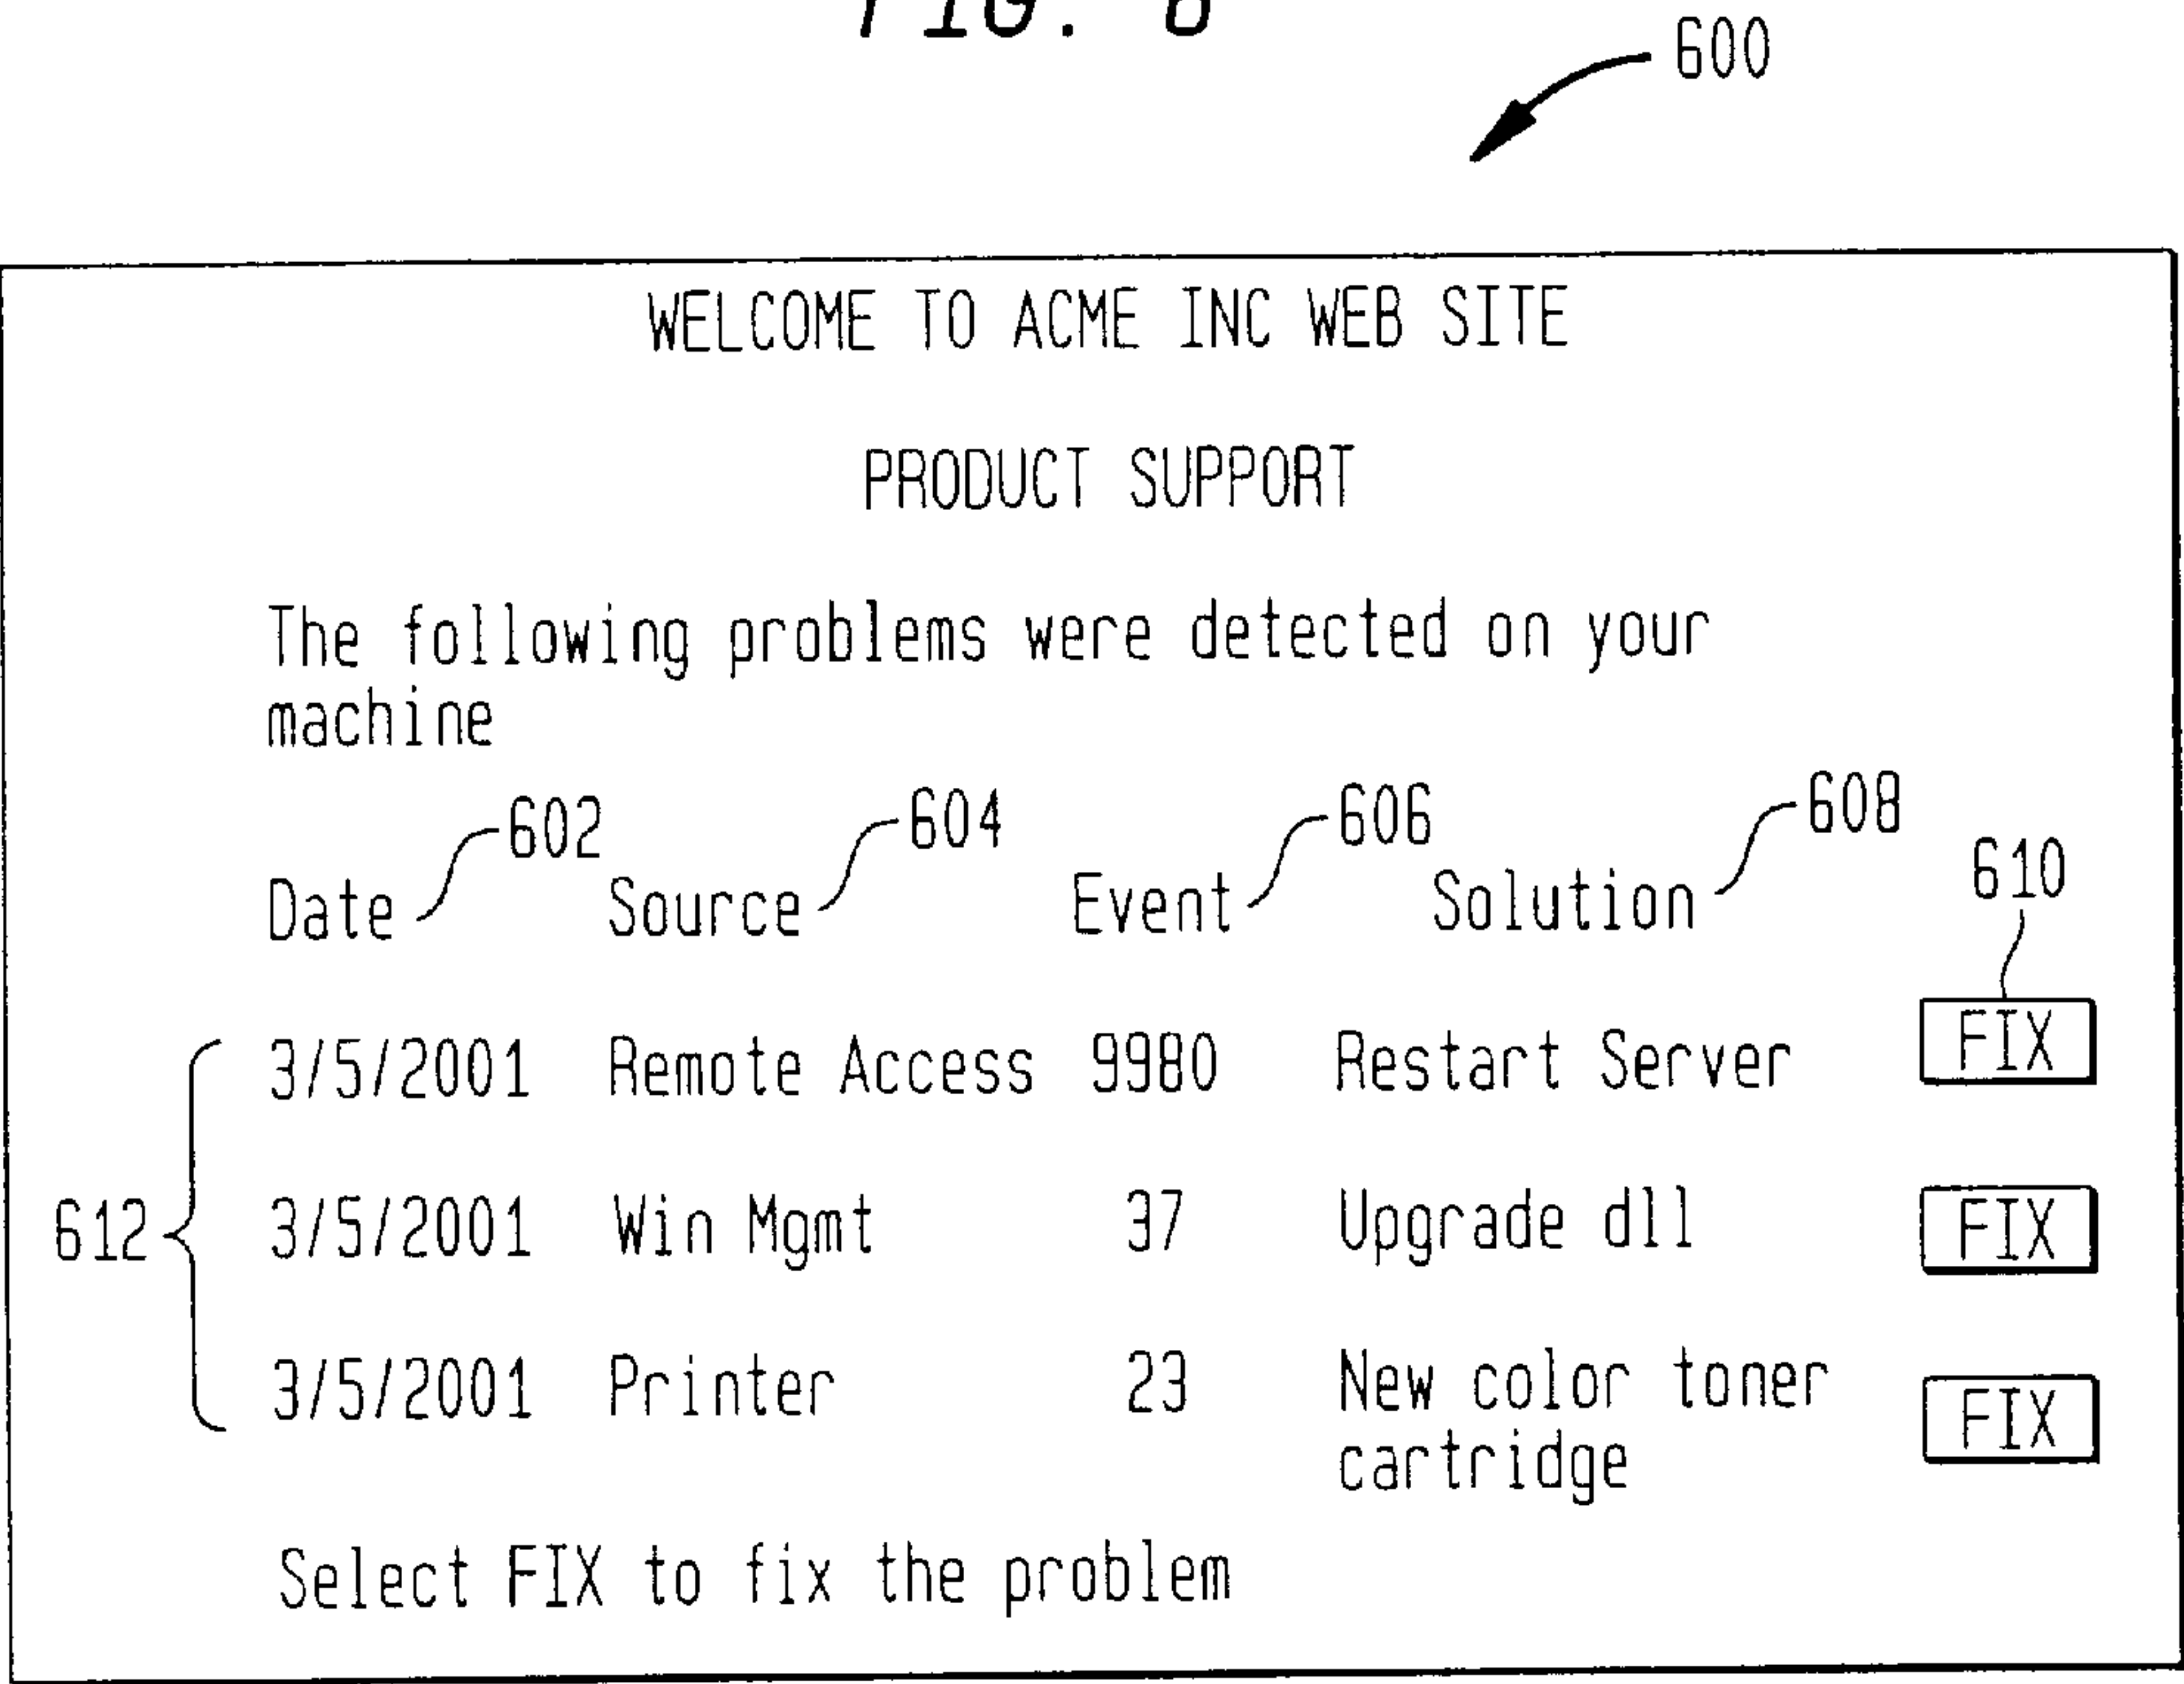 FIG. 6
600
WELCOME TO ACME INC WEB SITE
PRODUCT SUPPORT
The following problems were detected on your
machine
602 604 606 608 610
Date Source Event Solution
3/5/2001 Remote Access 9980 Restart Server FIX
612 3/5/2001 Win Mgmt 37 Upgrade dll FIX
3/5/2001 Printer 23 New color toner FIX
cartridge
Select FIX to fix the problem